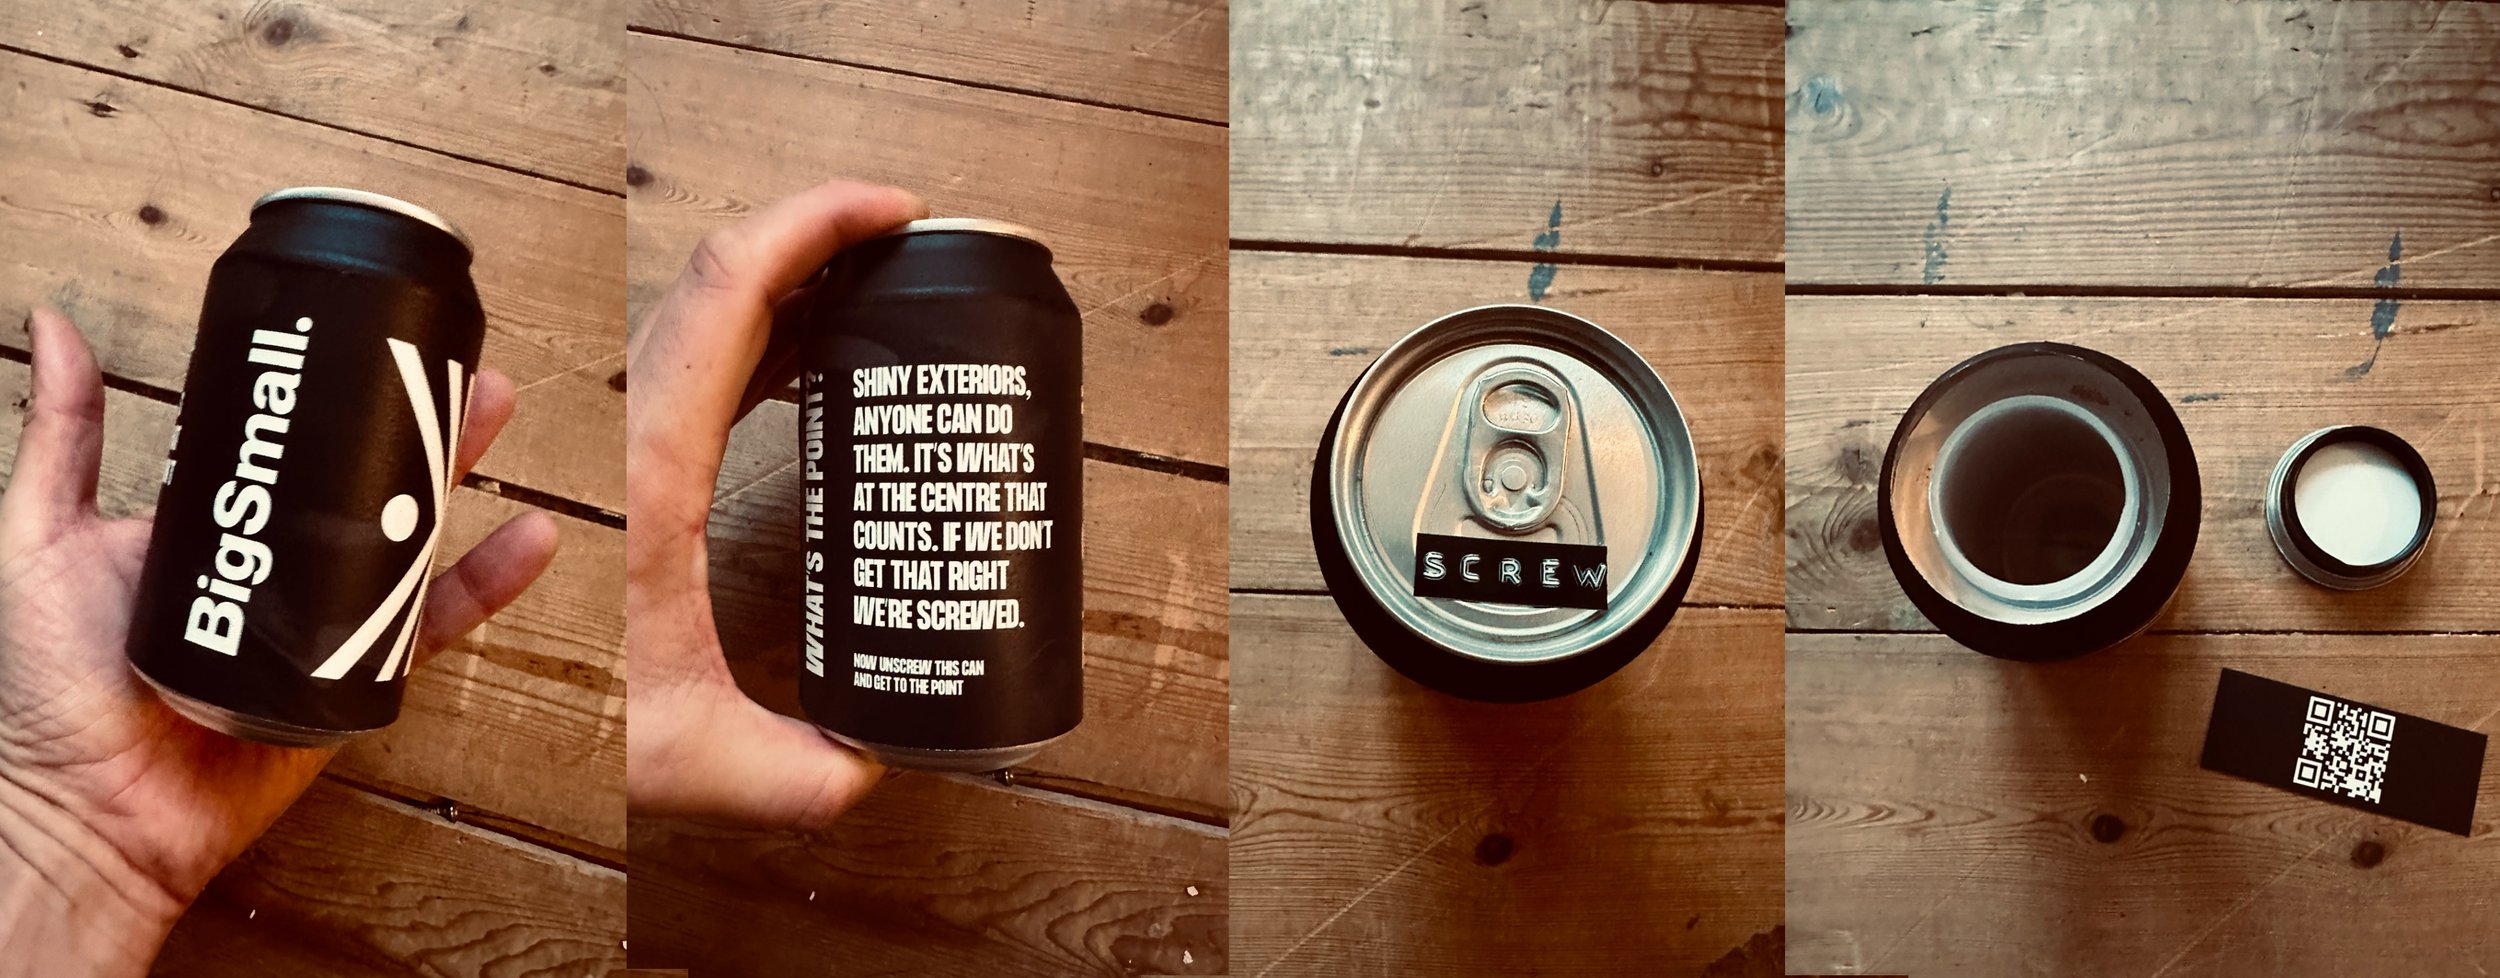 BigSmall.
WHAT'S THE POINT?
SHINY EXTERIORS,
ANYONE CAN DO
THEM. IT'S WHAT'S
AT THE CENTRE THAT
COUNTS. IF WE DON'T
GET THAT RIGHT
WE'RE SCREWED.
NOW UNSCREW THIS CAN
AND GET TO THE POINT
SCREW